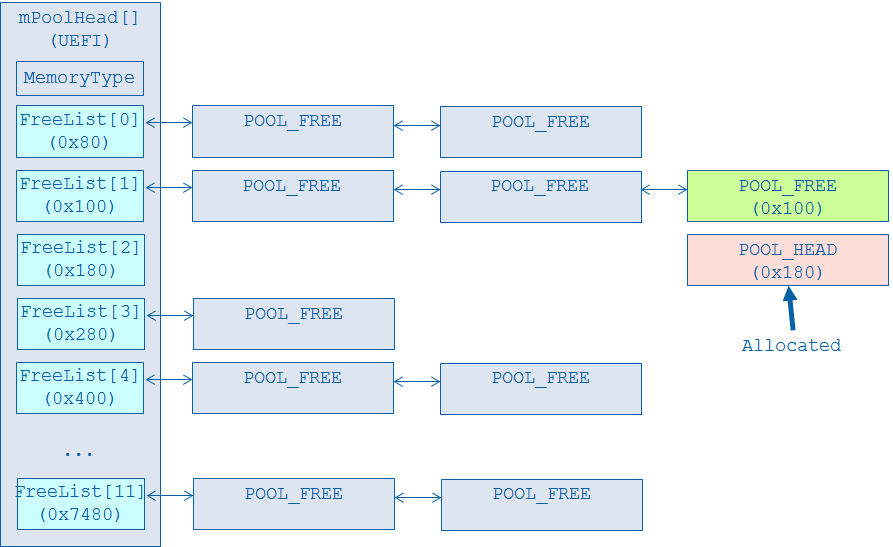 mPoolHead[]
(UEFI)
MemoryType
FreeList[0]
(0x80)
POOL_FREE
POOL_FREE
FreeList[1]
(0x100)
POOL_FREE
POOL_FREE
POOL_FREE
(0x100)
FreeList[2]
(0x180)
POOL_HEAD
(0x180)
FreeList[3]
(0x280)
POOL_FREE
Allocated
FreeList[4]
(0x400)
POOL_FREE
POOL_FREE
...
FreeList[11]
(0x7480)
POOL_FREE
POOL_FREE